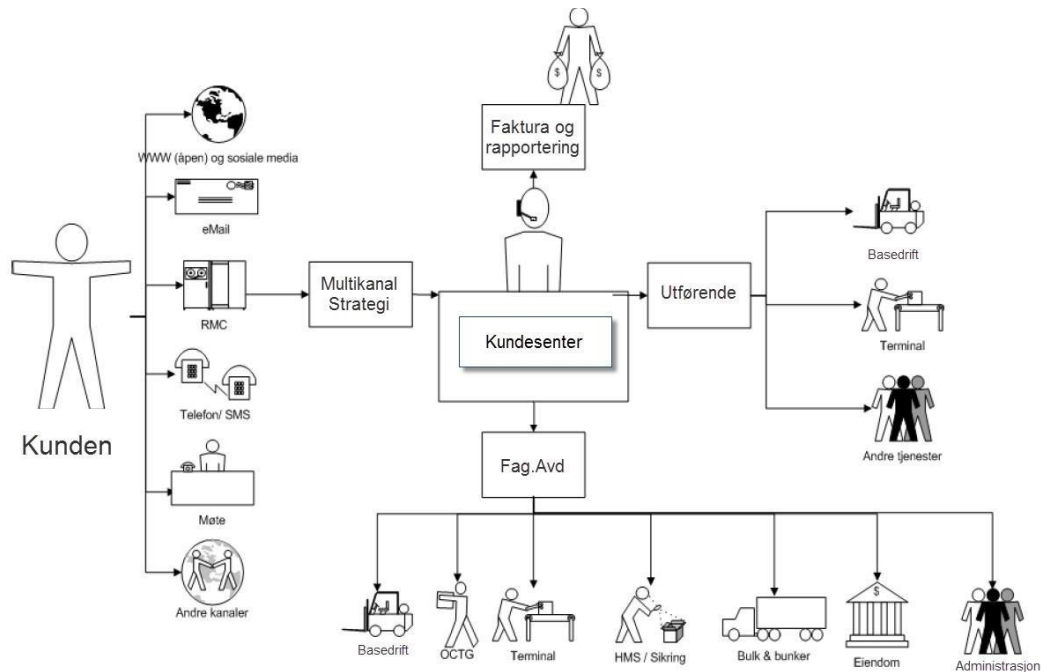 $ $
Faktura og
rapportering
WWW (åpen) og sosiale media
eMail
RMC
Telefon/ SMS
Møte
Andre kanaler
Kunden
Multikanal
Strategi
Kundesenter
Utførende
Basedrift
Terminal
Andre tjenester
Fag.Avd
Basedrift
OCTG
Terminal
HMS / Sikring
Bulk & bunker
$
Eiendom
Administrasjon